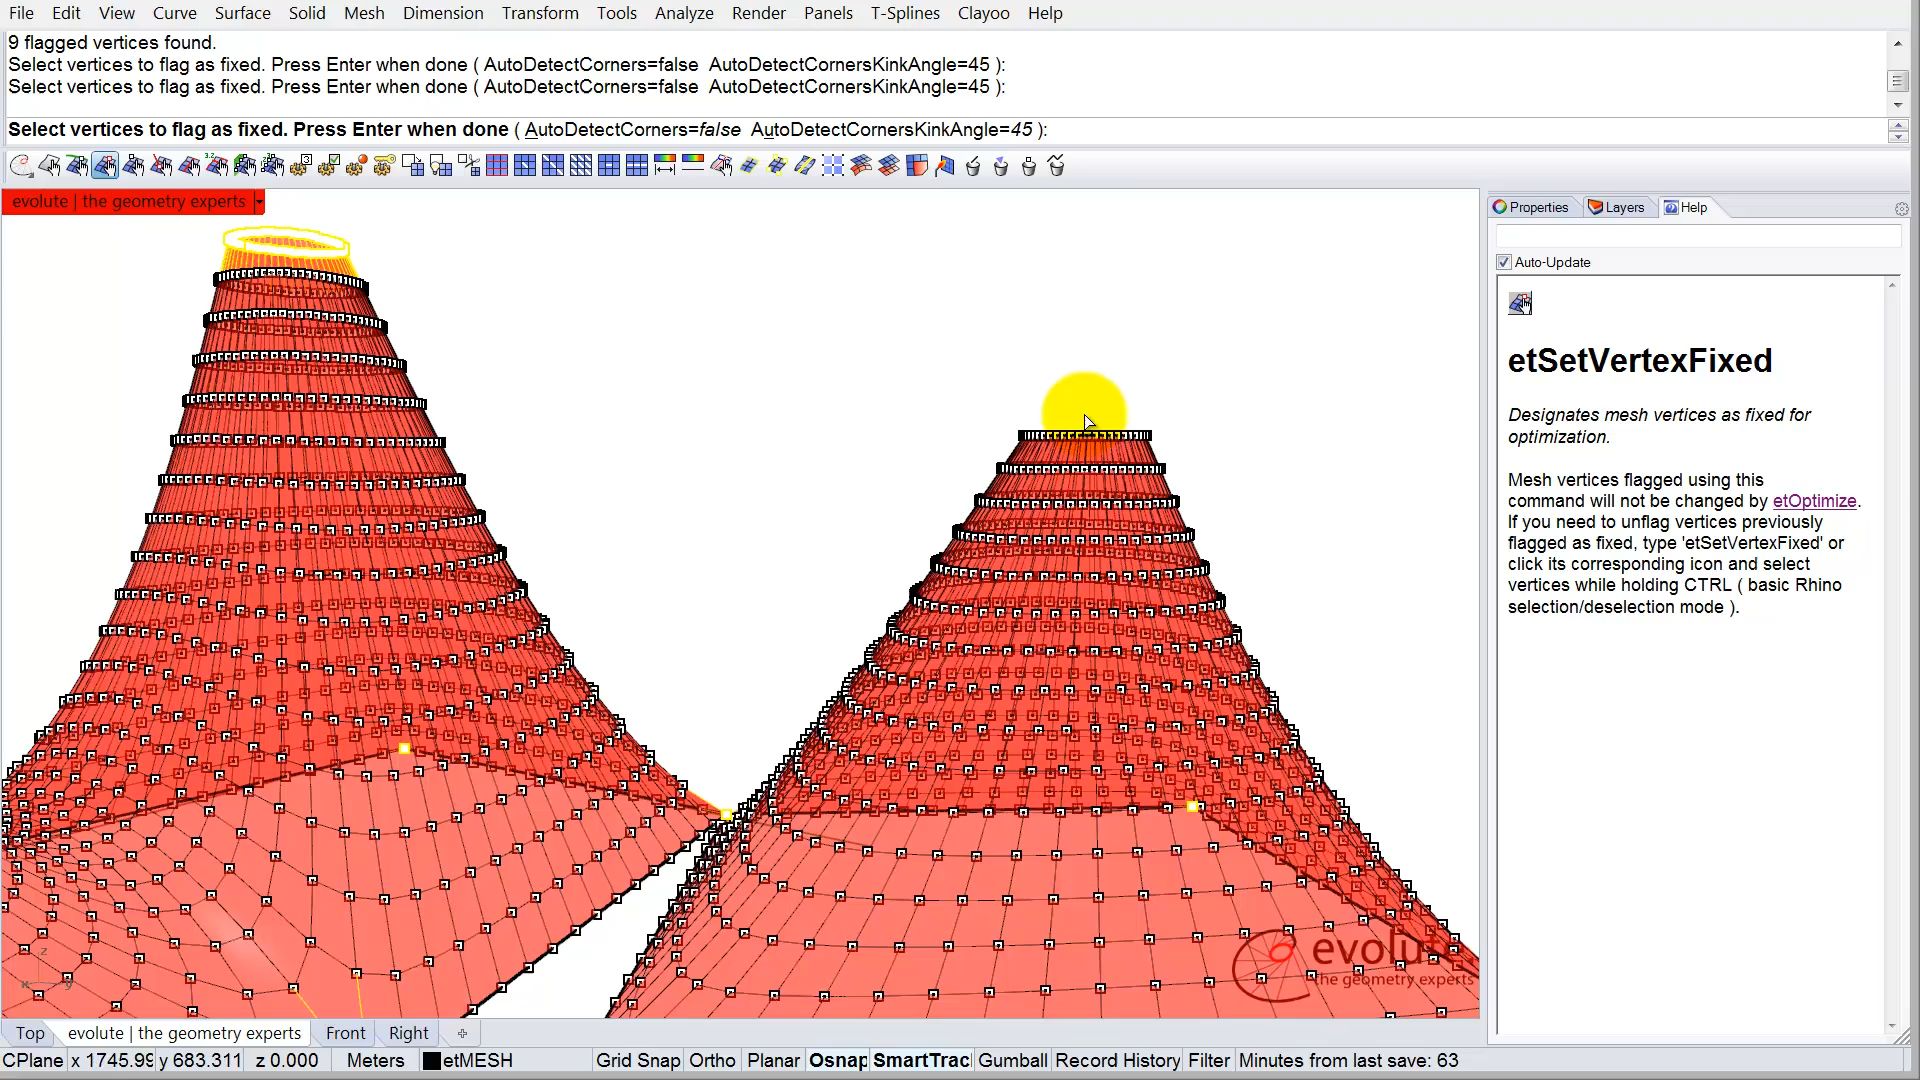 File Edit View Curve Surface Solid Mesh Dimension Transform Tools Analyze Render Panels T-Splines Clayoo Help
9 flagged vertices found.
Select vertices to flag as fixed. Press Enter when done ( AutoDetectCorners=false AutoDetectCornersKinkAngle=45 ):
Select vertices to flag as fixed. Press Enter when done ( AutoDetectCorners=false AutoDetectCornersKinkAngle=45 ):
Select vertices to flag as fixed. Press Enter when done ( AutoDetectCorners=false AutoDetectCornersKinkAngle=45 ):
evolute | the geometry experts
Properties Layers Help
Auto-Update
etSetVertexFixed
Designates mesh vertices as fixed for
optimization.
Mesh vertices flagged using this
command will not be changed by etOptimize.
If you need to unflag vertices previously
flagged as fixed, type 'etSetVertexFixed' or
click its corresponding icon and select
vertices while holding CTRL ( basic Rhino
selection/deselection mode ).
evolute
the geometry experts
Top evolute | the geometry experts Front Right
CPlane x 1745.99 y 683.311 z 0.000 Meters etMESH Grid Snap Ortho Planar Osnap SmartTrac Gumball Record History Filter Minutes from last save: 63